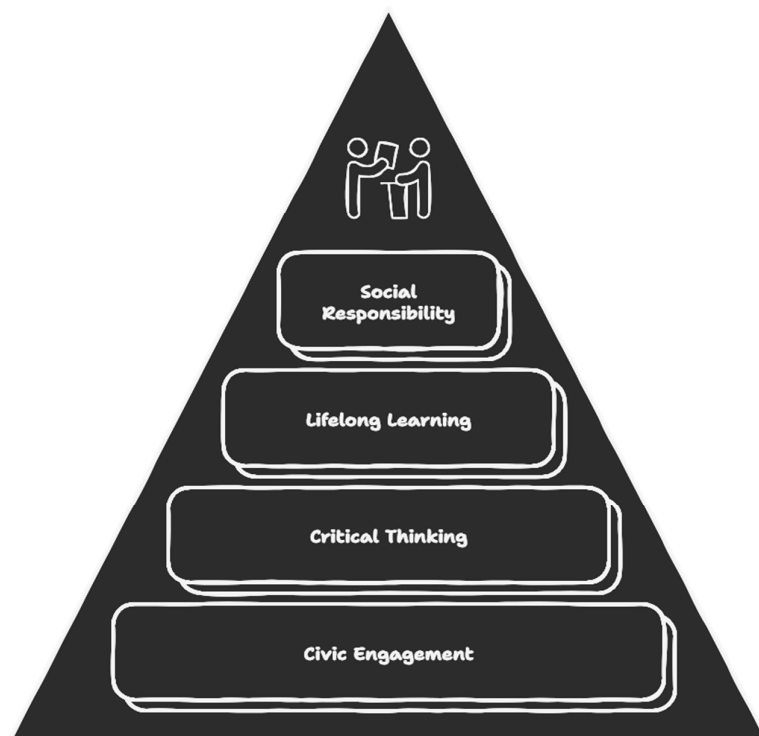 Social
Responsibility
Lifelong Learning
Critical Thinking
Civic Engagement